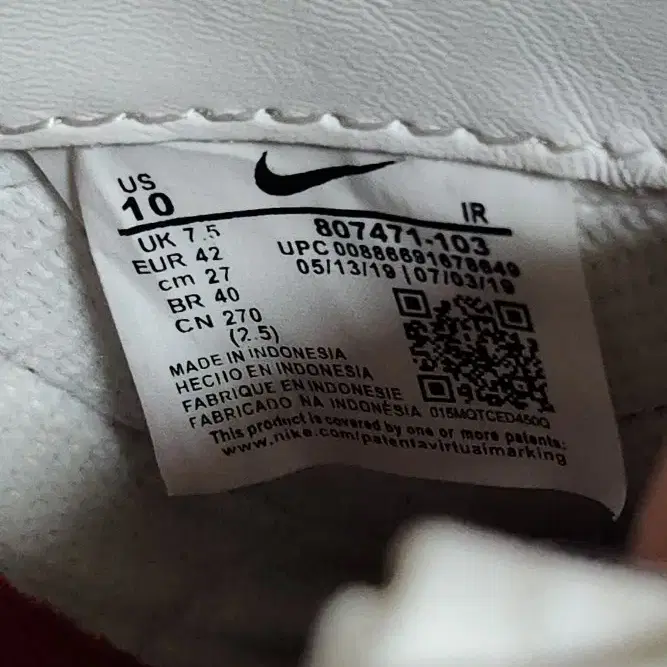 US
10
IR
UK 7.5
EUR 42
cm 27
BR 40
CN 270
(2.5)
807471-103
UPC 00886691678649
05/13/19 | 07/03/19
MADE IN INDONESIA
HECHO EN INDONESIA
FABRIQUE EN INDONESIE
FABRICADO NA INDONÉSIA
015MQTCED450Q
This product is covered by one or more patents:
www.nike.com/patentavirtualmarking